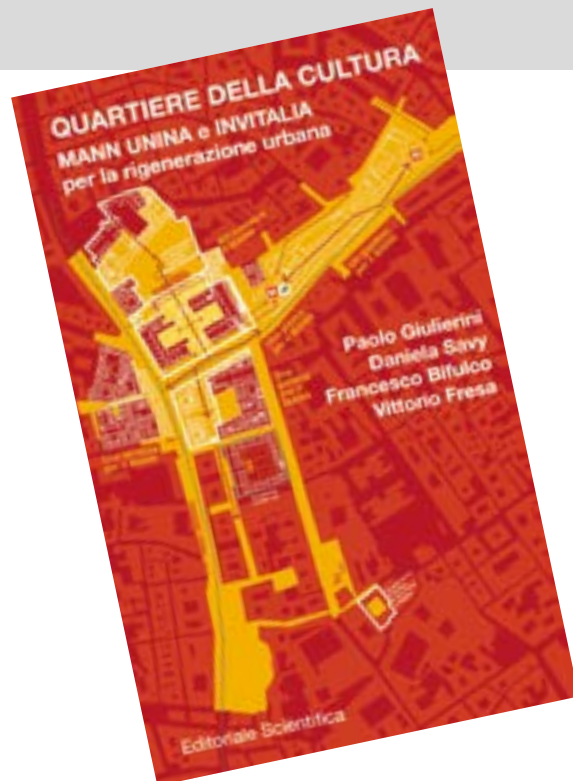 QUARTIERE DELLA CULTURA
MANN UNINA e INVITALIA
per la rigenerazione urbana
Paolo Giulierini
Daniela Savy
Francesco Bifulco
Vittorio Fresa
Editoriale Scientifica